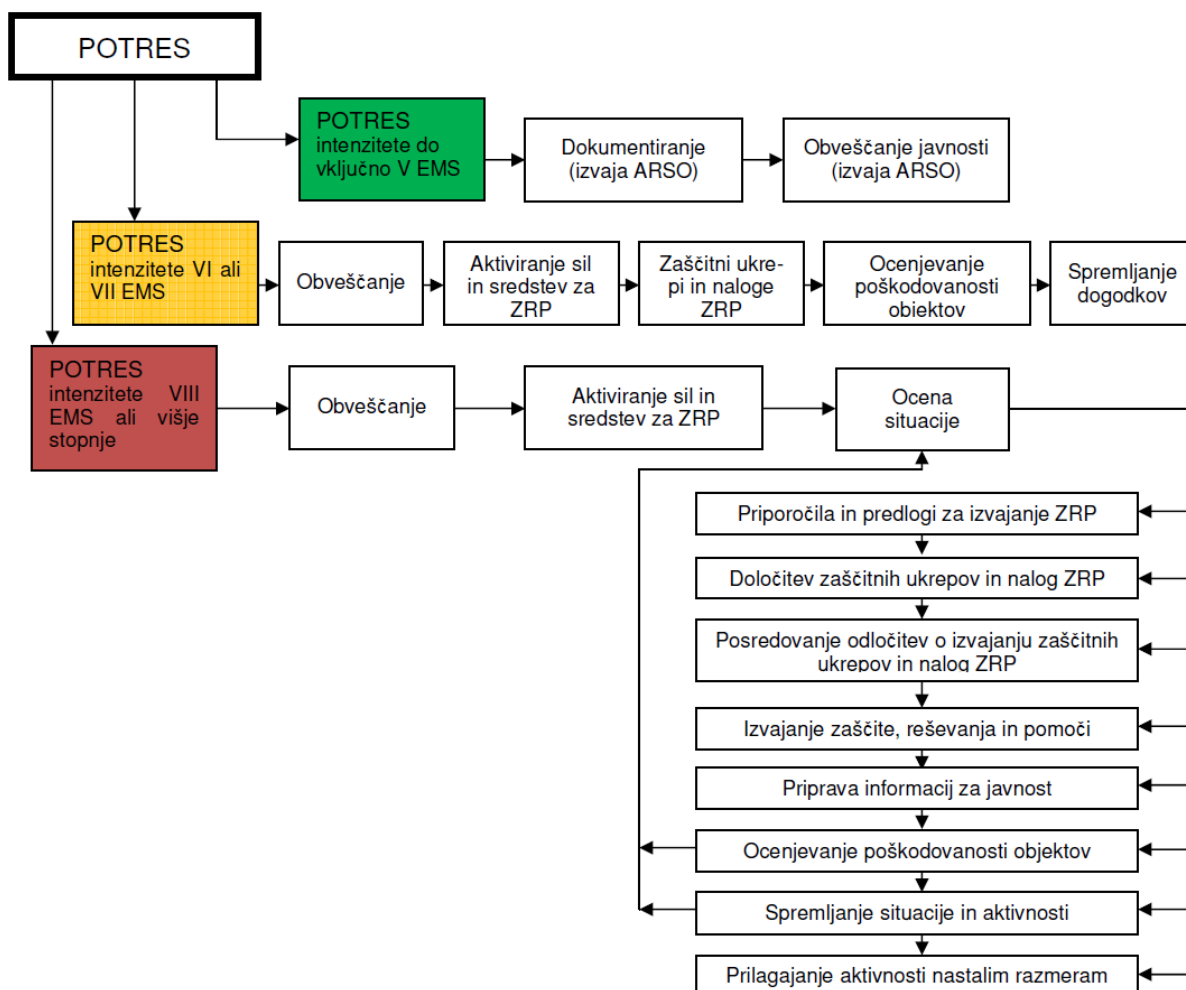 POTRES
POTRES
intenzitete do
vključno V EMS
Dokumentiranje
(izvaja ARSO)
Obveščanje javnosti
(izvaja ARSO)
POTRES
intenzitete VI ali
VII EMS
Obveščanje
Aktiviranje sil
in sredstev za
ZRP
Zaščitni ukre-
pi in naloge
ZRP
Ocenjevanje
poškodovanosti
obiektov
Spremljanje
dogodkov
POTRES
intenzitete VIII
EMS ali višje
stopnje
Obveščanje
Aktiviranje sil in
sredstev za ZRP
Ocena
situacije
Priporočila in predlogi za izvajanje ZRP
Določitev zaščitnih ukrepov in nalog ZRP
Posredovanje odločitev o izvajanju zaščitnih
ukrepov in nalog ZRP
Izvajanje zaščite, reševanja in pomoči
Priprava informacij za javnost
Ocenjevanje poškodovanosti objektov
Spremljanje situacije in aktivnosti
Prilagajanje aktivnosti nastalim razmeram